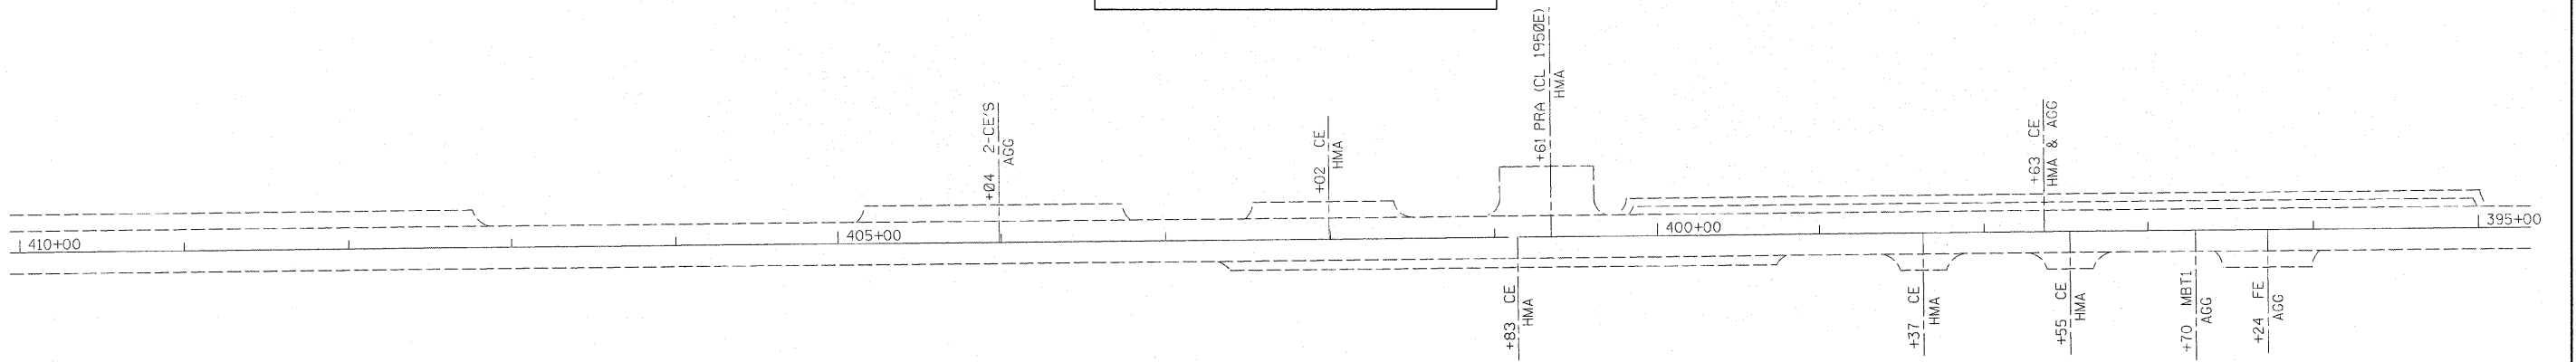 +04 2-CE'S
AGG
+02 CE
HMA
+61 PRA (CL 1950E)
HMA
+63 CE
HMA & AGG
410+00
405+00
400+00
395+00
+83 CE
HMA
+37 CE
HMA
+55 CE
HMA
+70 MBT1
AGG
+24 FE
AGG